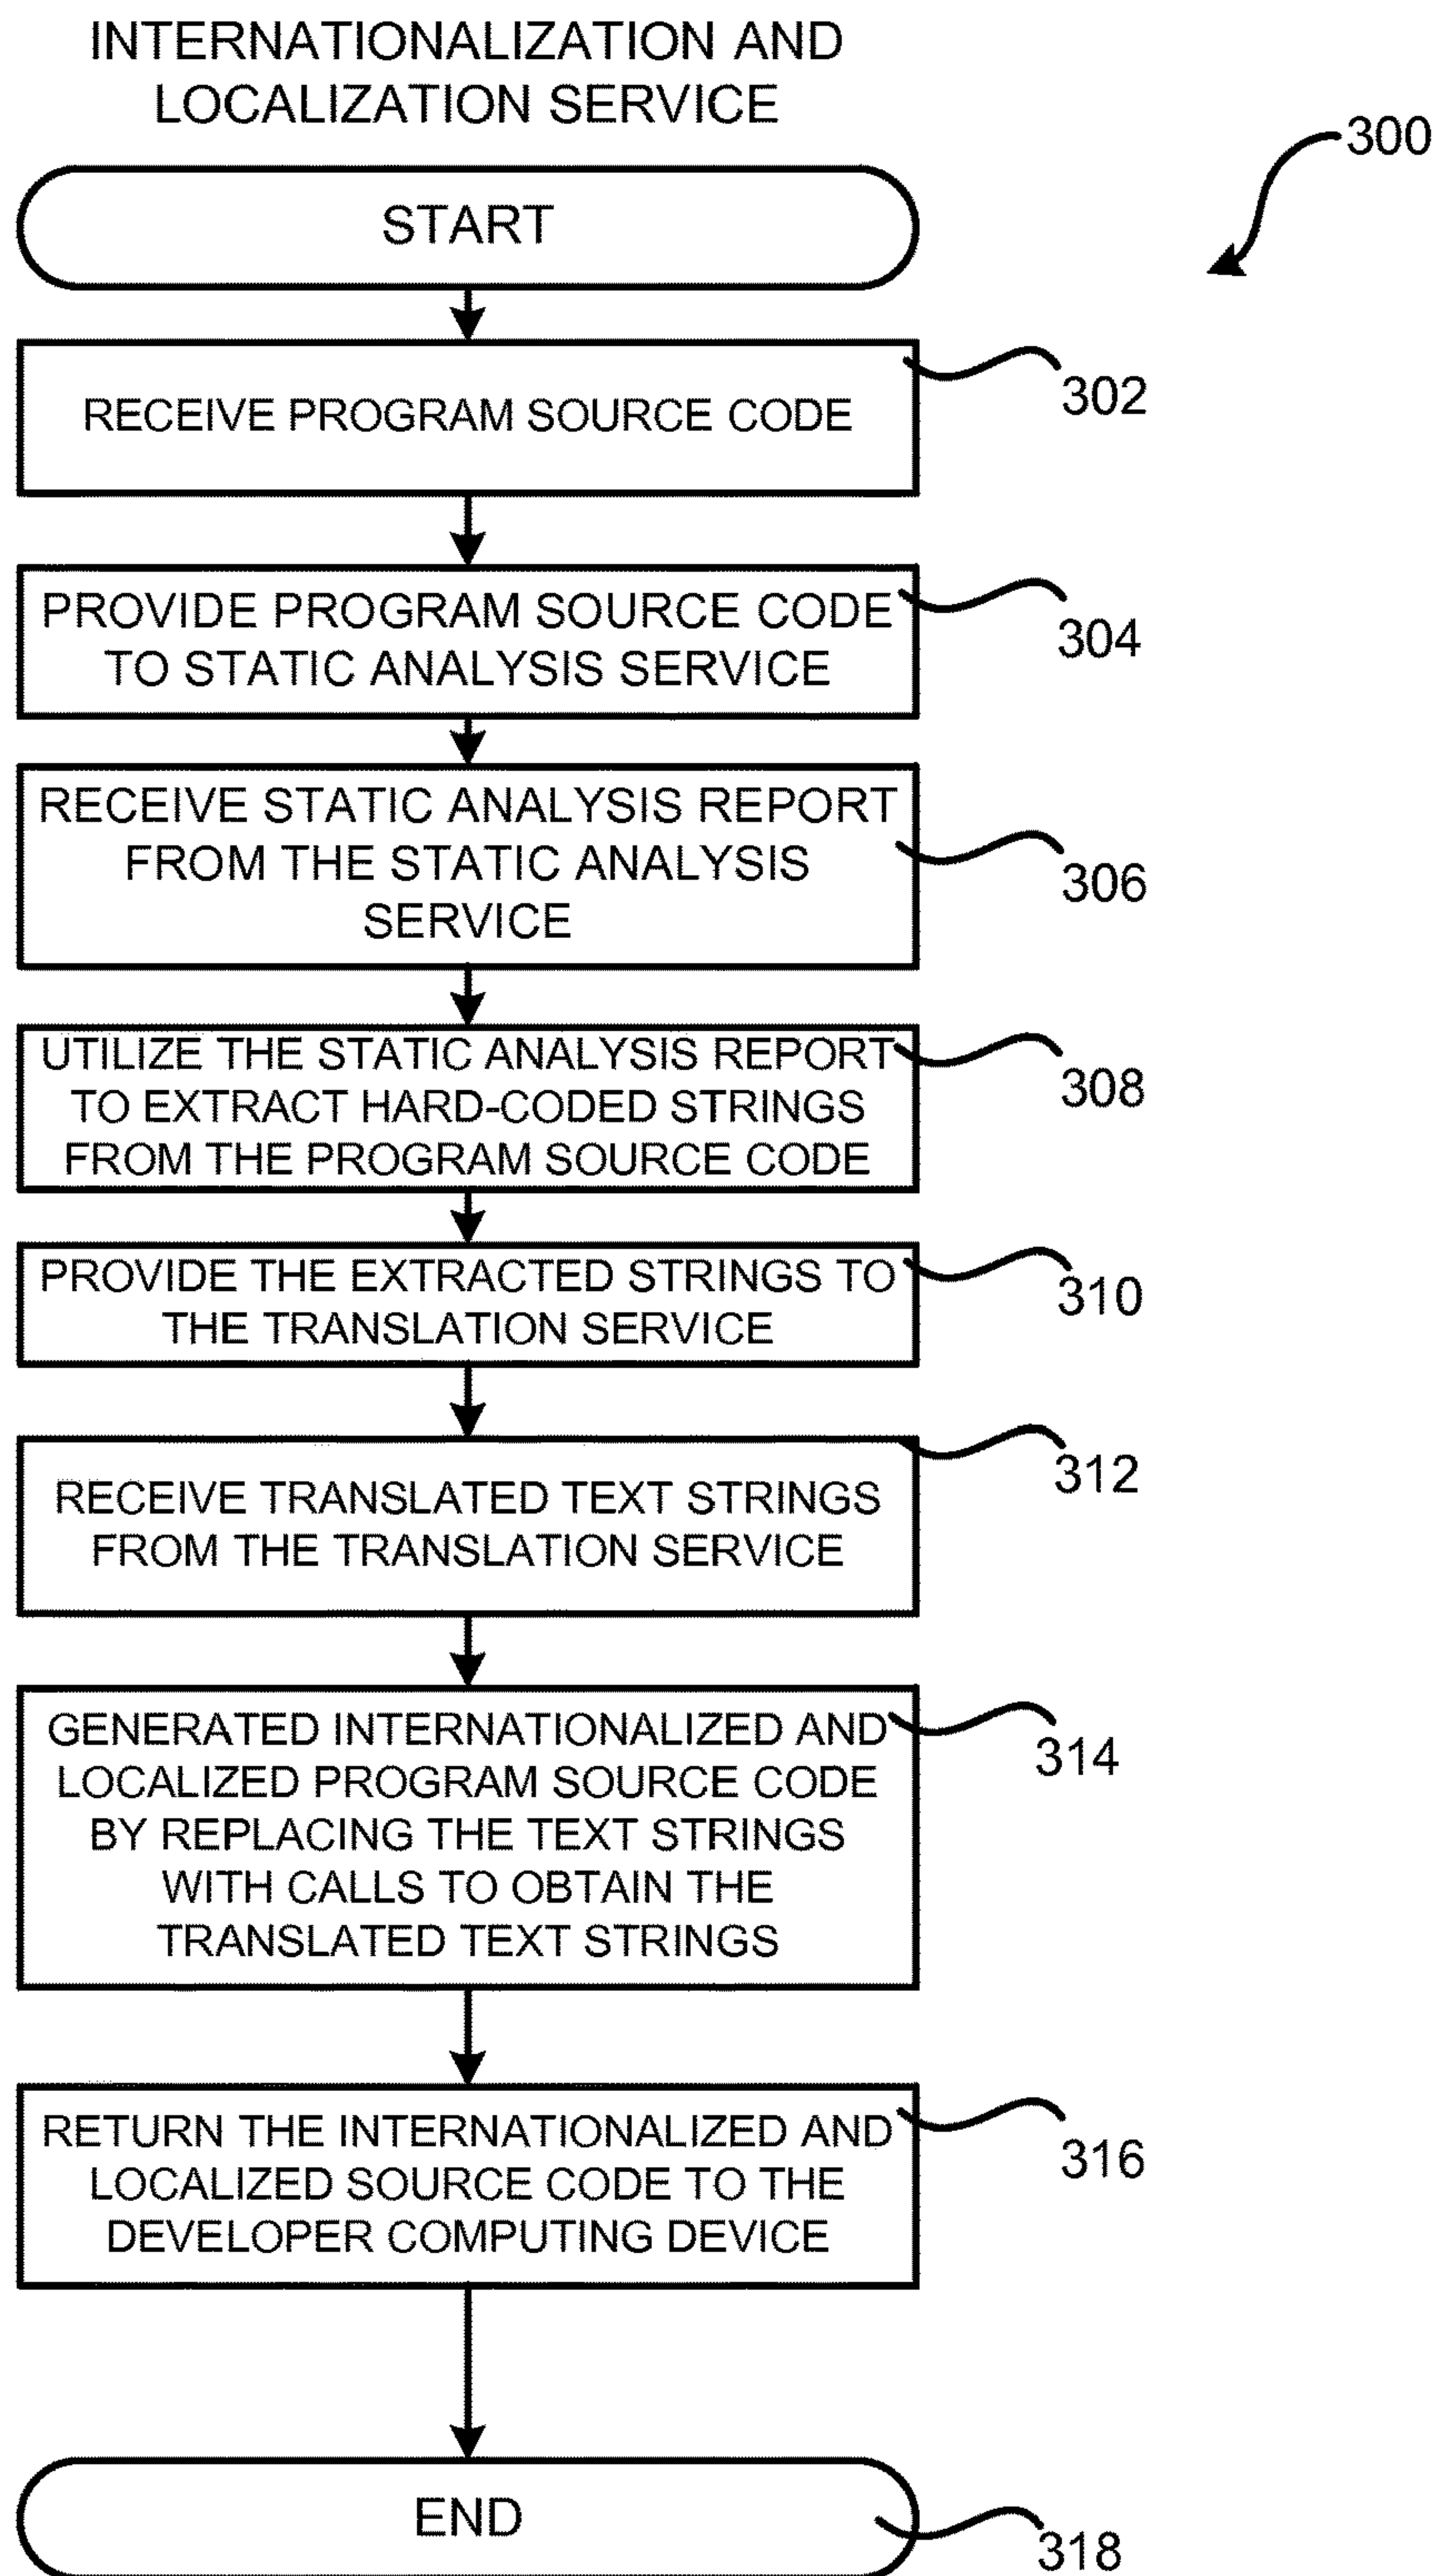 INTERNATIONALIZATION AND
LOCALIZATION SERVICE
300
START
302
RECEIVE PROGRAM SOURCE CODE
PROVIDE PROGRAM SOURCE CODE
TO STATIC ANALYSIS SERVICE
304
RECEIVE STATIC ANALYSIS REPORT
FROM THE STATIC ANALYSIS
SERVICE
306
UTILIZE THE STATIC ANALYSIS REPORT
TO EXTRACT HARD-CODED STRINGS
FROM THE PROGRAM SOURCE CODE
308
PROVIDE THE EXTRACTED STRINGS TO
THE TRANSLATION SERVICE
310
RECEIVE TRANSLATED TEXT STRINGS
FROM THE TRANSLATION SERVICE
312
GENERATED INTERNATIONALIZED AND
LOCALIZED PROGRAM SOURCE CODE
BY REPLACING THE TEXT STRINGS
WITH CALLS TO OBTAIN THE
TRANSLATED TEXT STRINGS
314
RETURN THE INTERNATIONALIZED AND
LOCALIZED SOURCE CODE TO THE
DEVELOPER COMPUTING DEVICE
316
END
318